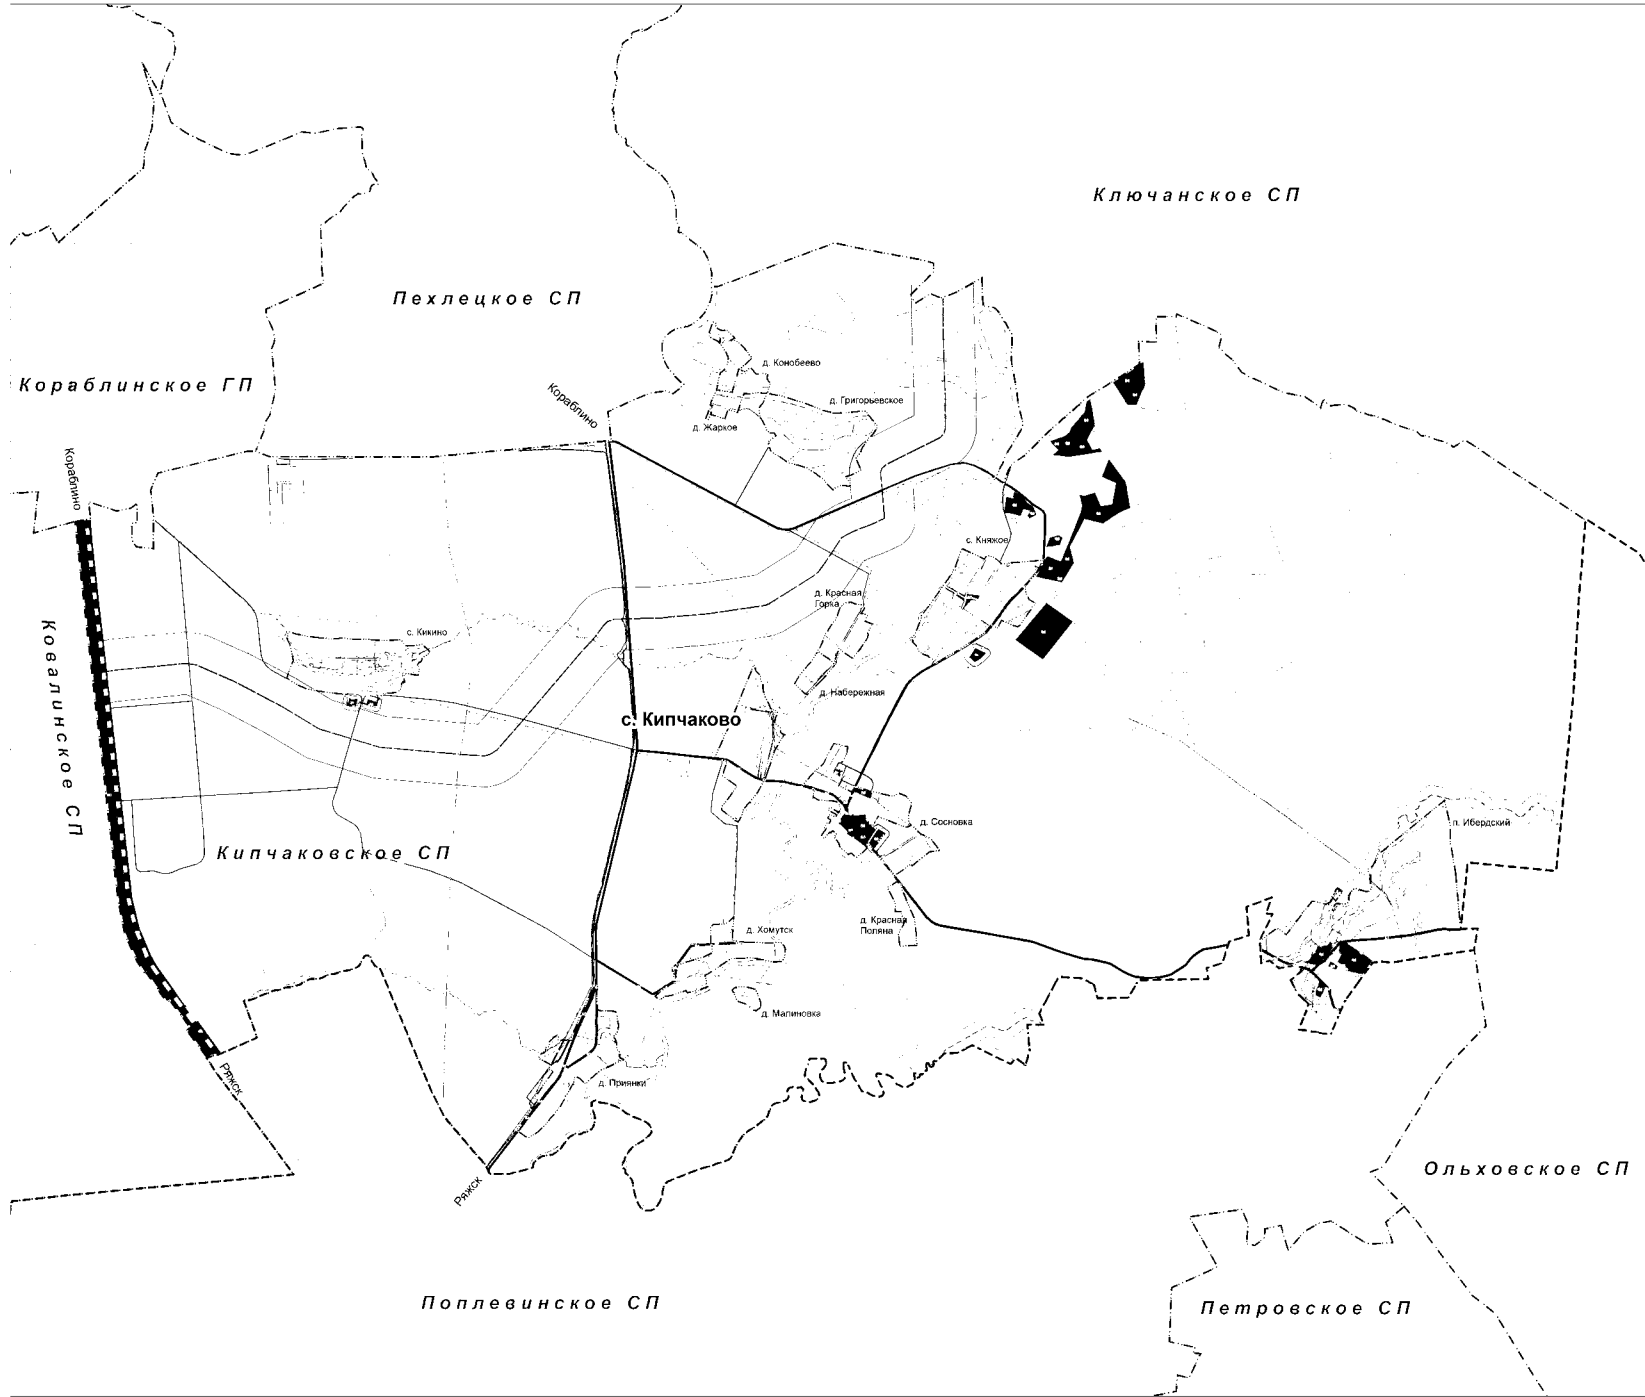 Ключанское СП
Пехлецкое СП
д. Конобеево
Кораблинское ГП
Кораблино
д. Григорьевское
д. Жаркое
Кораблино
с. Княжое
д. Красная
Горка
с. Кикино
Ковалинское СП
д. Набережная
с. Кипчаково
д. Сосновка
п. Ибердский
Кипчаковское СП
д. Красная
Поляна
д. Хомутск
д. Малиновка
Ряжск
д. Приянки
Ольховское СП
Ряжск
Поплевинское СП
Петровское СП